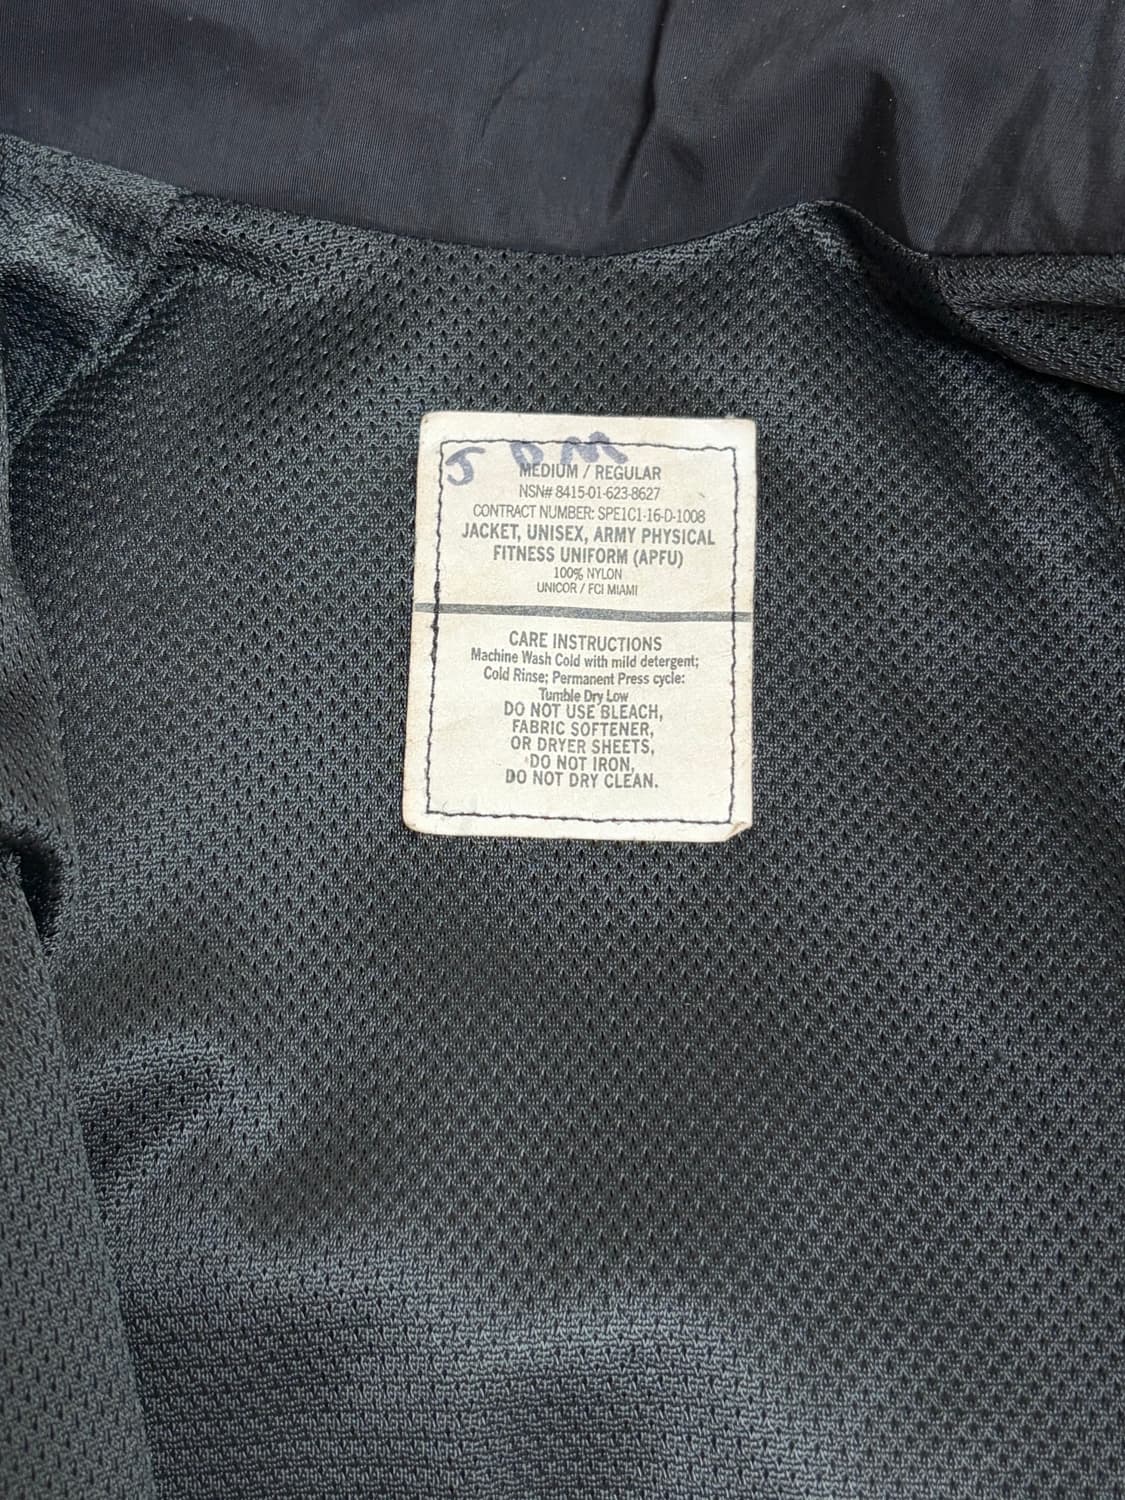 J D M
MEDIUM / REGULAR
NSN# 8415-01-623-8627
CONTRACT NUMBER: SPE1C1-16-D-1008
JACKET, UNISEX, ARMY PHYSICAL
FITNESS UNIFORM (APFU)
100% NYLON
UNICOR / FCI MIAMI
CARE INSTRUCTIONS
Machine Wash Cold with mild detergent;
Cold Rinse; Permanent Press cycle:
Tumble Dry Low
DO NOT USE BLEACH,
FABRIC SOFTENER,
OR DRYER SHEETS,
DO NOT IRON,
DO NOT DRY CLEAN.